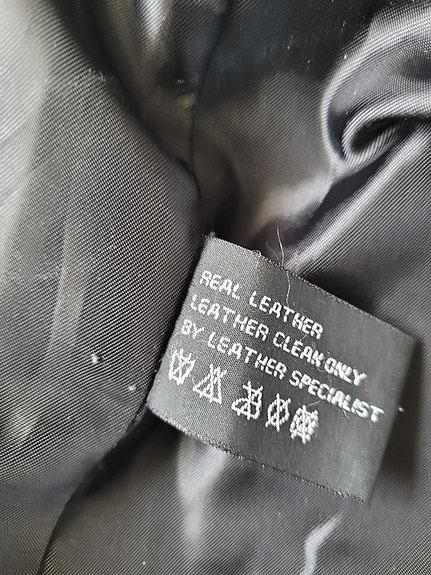 REAL LEATHER
LEATHER CLEAN ONLY
BY LEATHER SPECIALIST